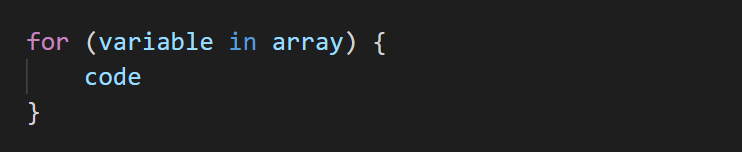 for (variable in array) {
    code
}